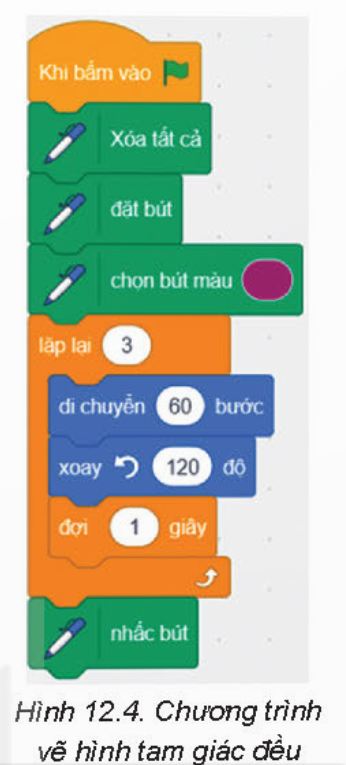 Khi bấm vào
Xóa tất cả
đặt bút
chọn bút màu
lặp lại 3
di chuyển 60 bước
xoay 120 độ
đợi 1 giây
nhấc bút
Hình 12.4. Chương trình
vẽ hình tam giác đều